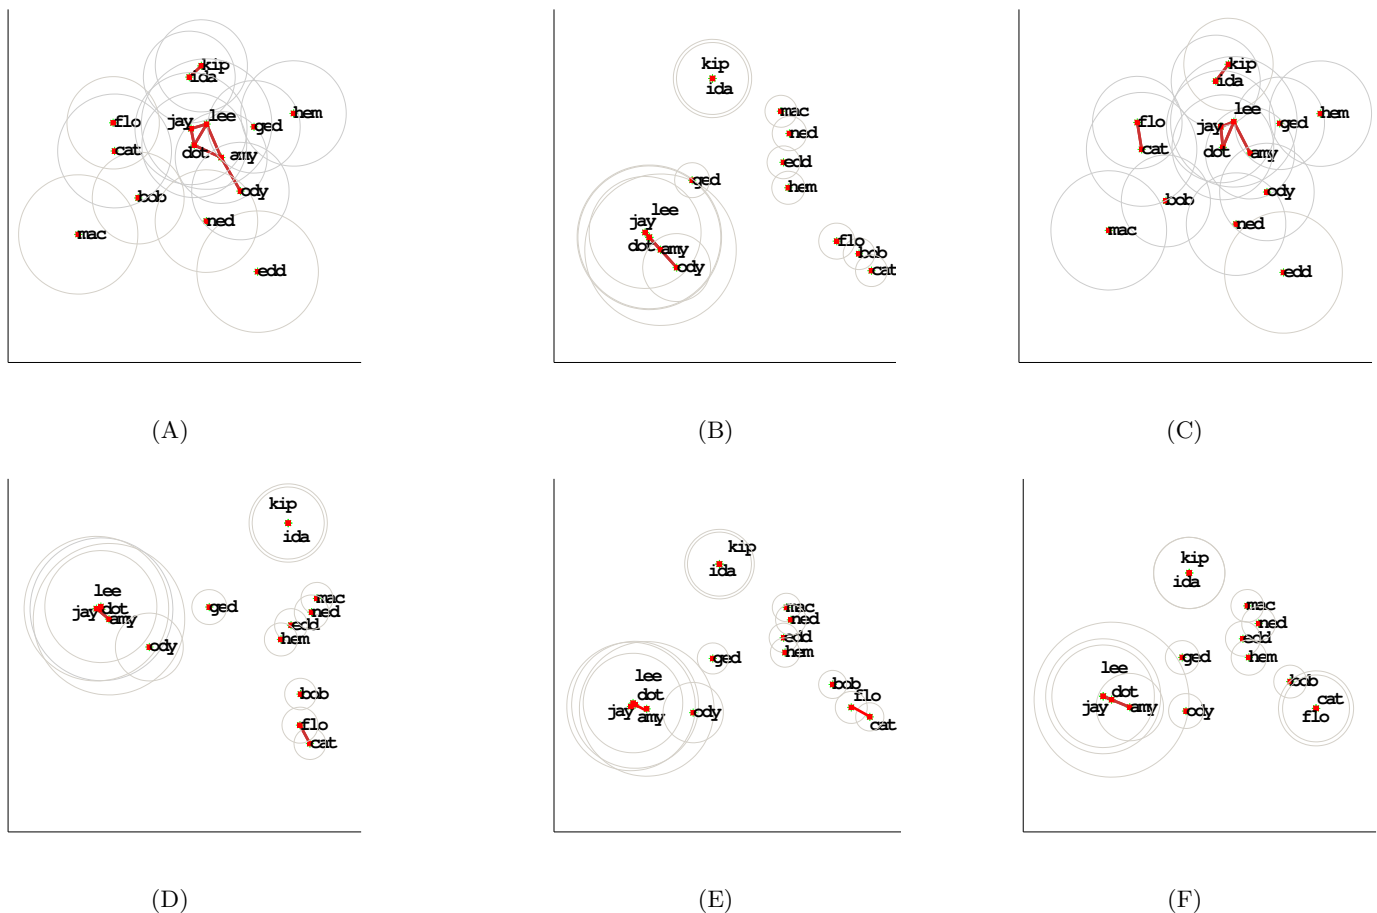 kip
ida
flo
jay
lee
ged
hem
cat
dot
amy
bob
ody
mac
ned
edd
(A)
kip
ida
mac
ned
edd
ged
hem
lee
jay
dot
amy
ody
flo
bob
cat
(B)
kip
ida
flo
lee
jay
ged
hem
cat
dot
amy
bob
ody
mac
ned
edd
(C)
kip
ida
lee
jay
dot
amy
ged
mac
ned
edd
hem
ody
bob
flo
cat
(D)
kip
ida
mac
ned
edd
hem
ged
lee
dot
jay
amy
ody
bob
flo
cat
(E)
kip
ida
mac
ned
edd
hem
ged
lee
dot
jay
amy
ody
bob
cat
flo
(F)